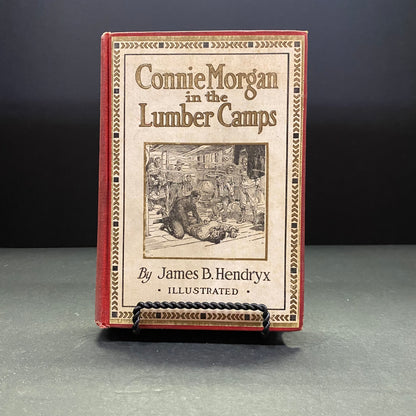 Connie Morgan
in the
Lumber Camps
By James B. Hendryx
· ILLUSTRATED ·